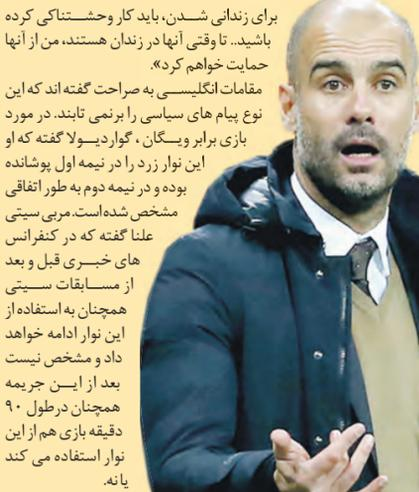 برای زندانی شدن، باید کار وحشتناکی کرده
باشید.. تا وقتی آنها در زندان هستند، من از آنها
حمایت خواهم کرد».
مقامات انگلیسی به صراحت گفته اند که این
نوع پیام های سیاسی را برنمی تابند. در مورد
بازی برابر ویگان ، گواردیولا گفته که او
این نوار زرد را در نیمه اول پوشانده
بوده و در نیمه دوم به طور اتفاقی
مشخص شده است. مربی سیتی
علنا گفته که در کنفرانس
های خبری قبل و بعد
از مسابقات سیتی
همچنان به استفاده از
این نوار ادامه خواهد
داد و مشخص نیست
بعد از این جریمه
همچنان درطول ۹۰
دقیقه بازی هم از این
نوار استفاده می کند
یا نه.